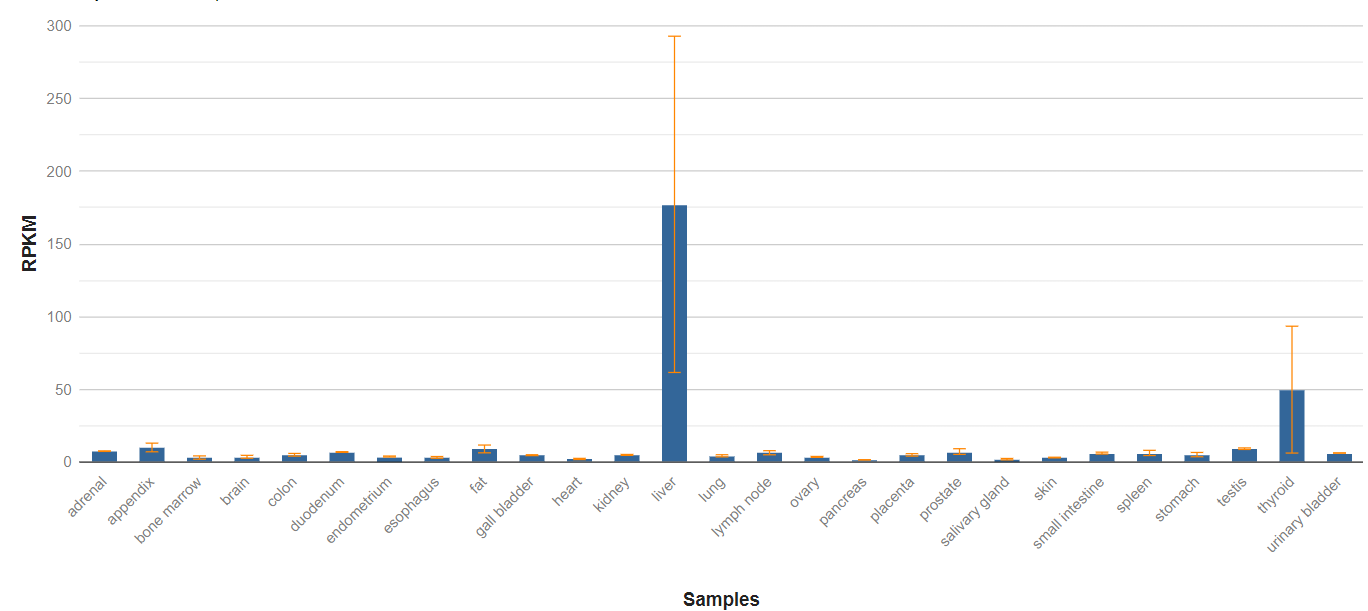 300
250
200
150
100
50
0
RPKM
adrenal
appendix
bone marrow
brain
colon
duodenum
endometrium
esophagus
fat
gall bladder
heart
kidney
liver
lung
lymph node
ovary
pancreas
placenta
prostate
salivary gland
skin
small intestine
spleen
stomach
testis
thyroid
urinary bladder
Samples